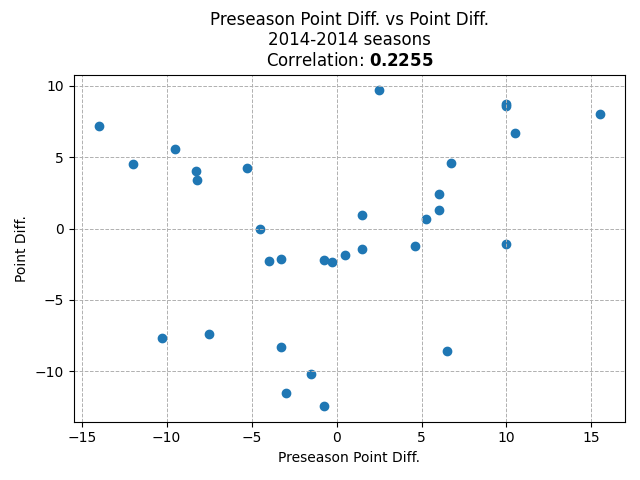 Preseason Point Diff. vs Point Diff.
2014-2014 seasons
Correlation: 0.2255
10
5
0
−5
−10
Point Diff.
−15
−10
−5
0
5
10
15
Preseason Point Diff.